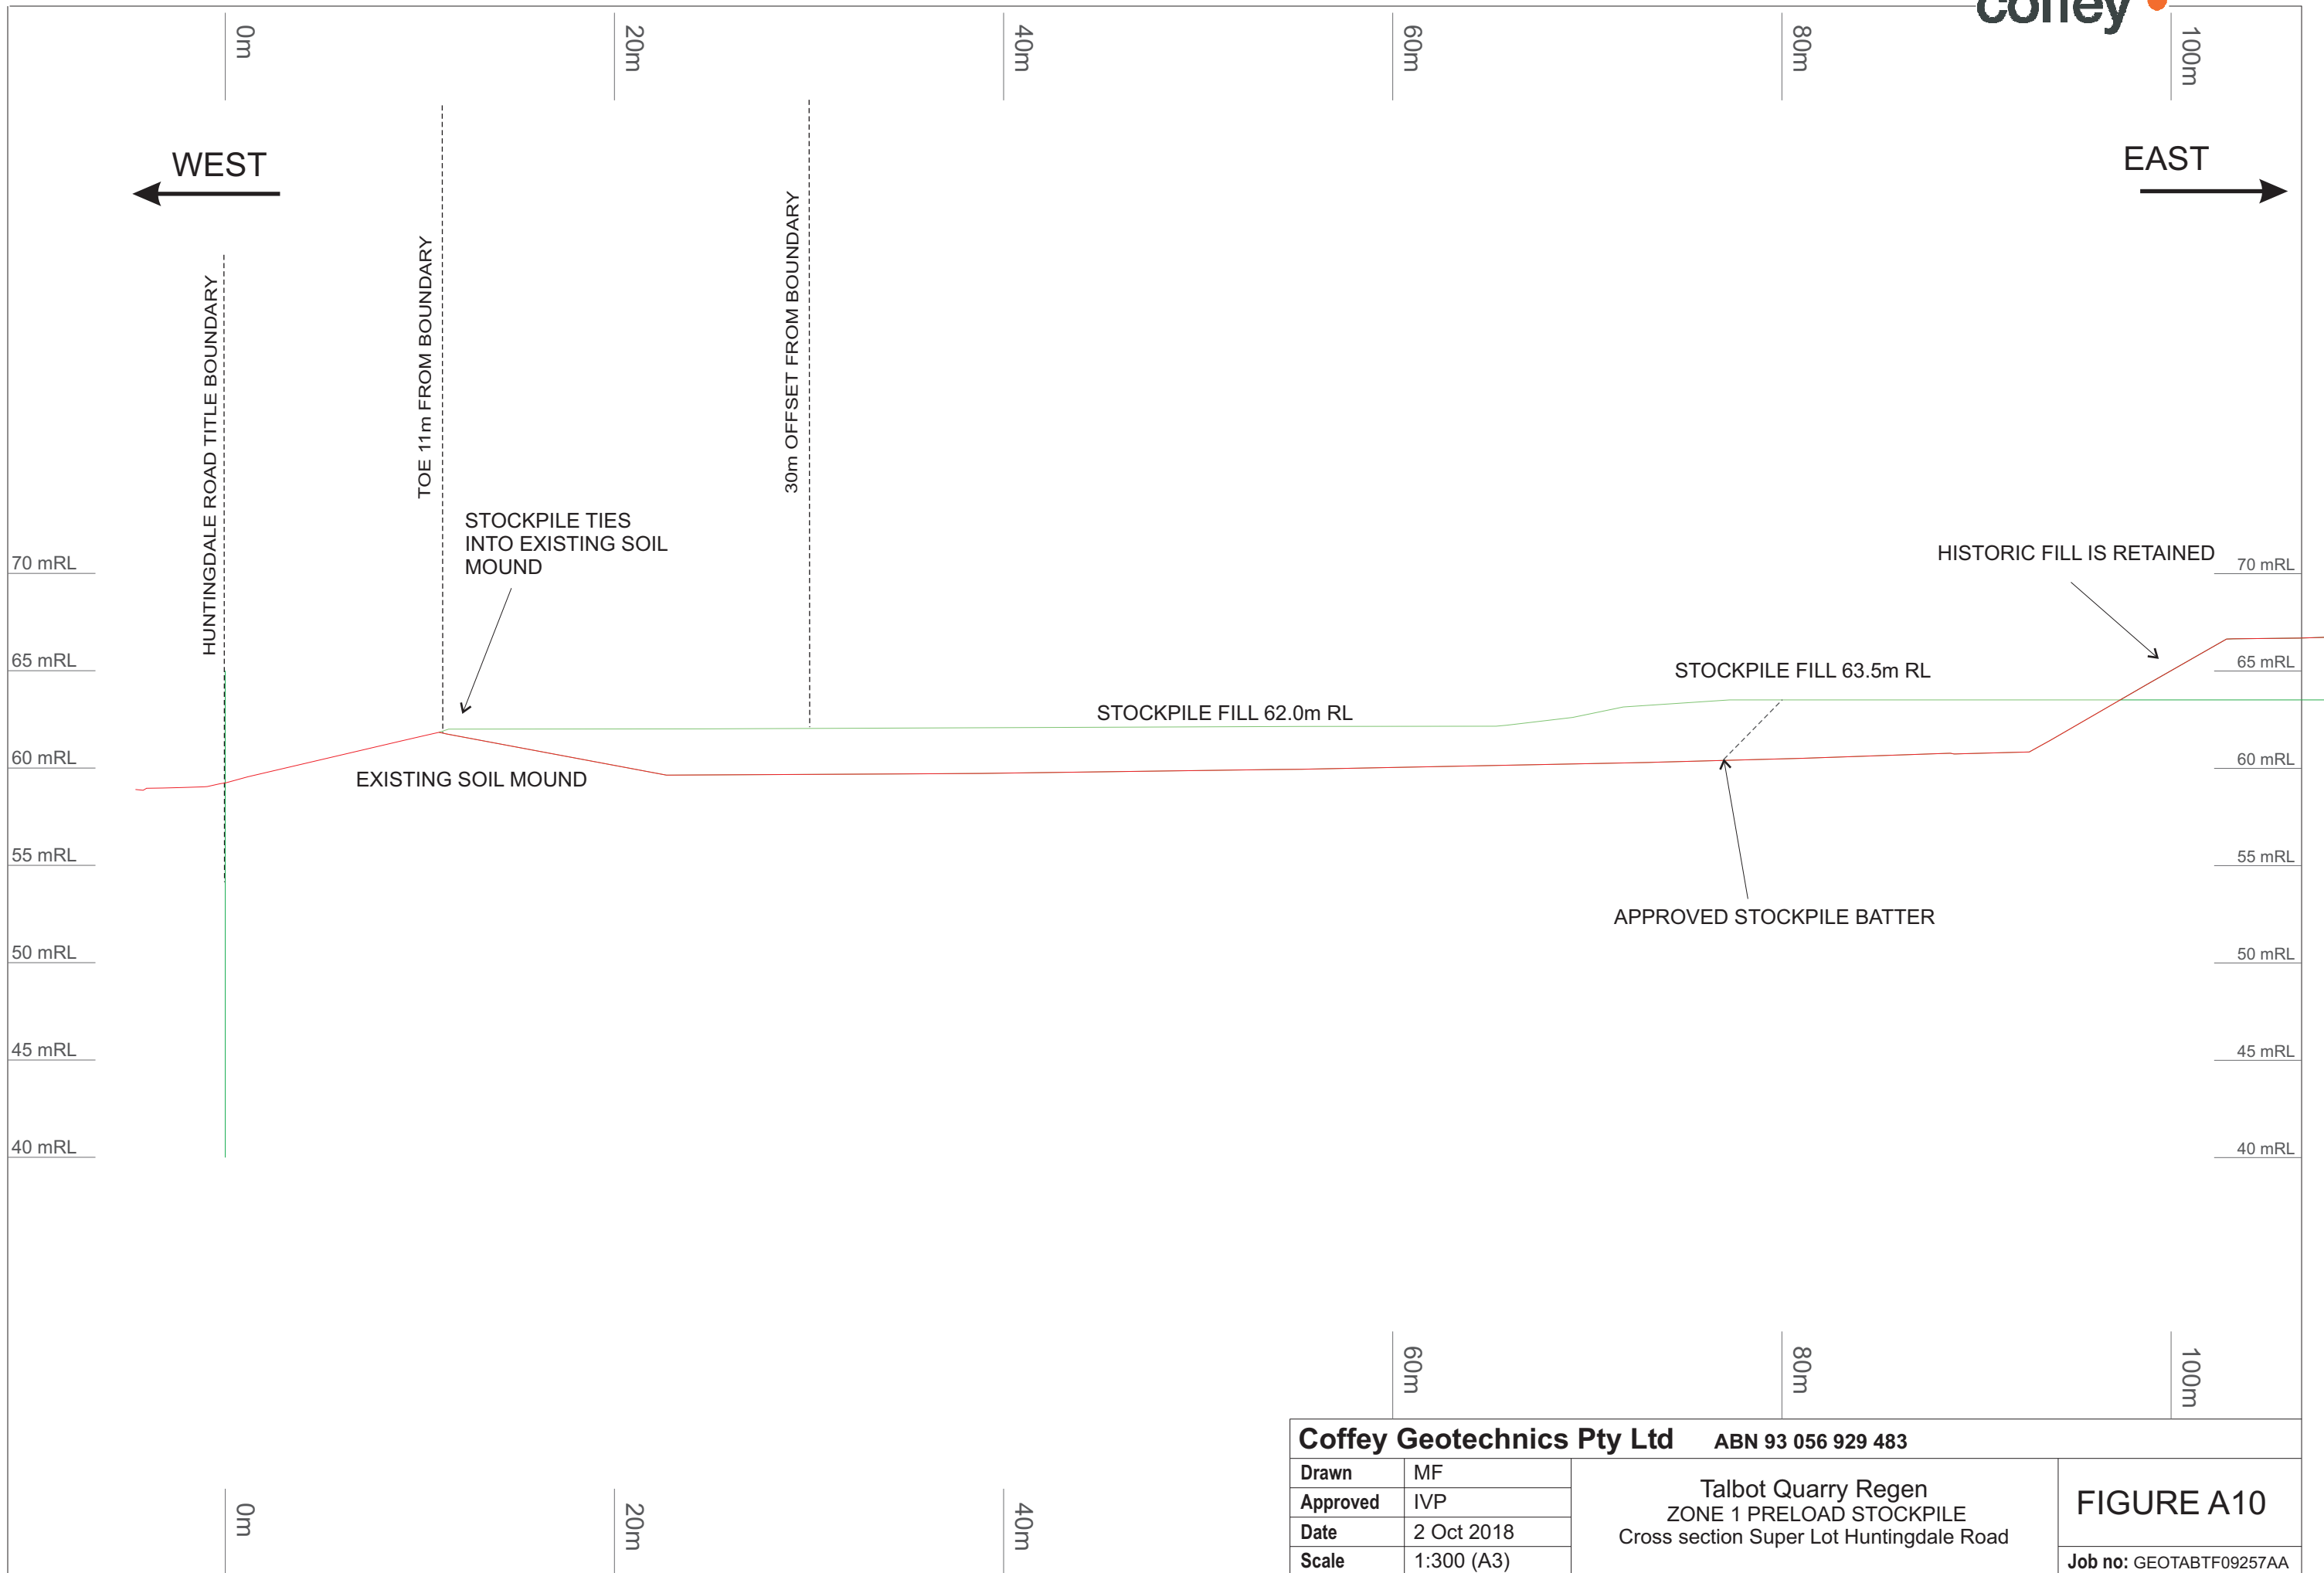 coffey
0m
20m
40m
60m
80m
100m
WEST
EAST
HUNTINGDALE ROAD TITLE BOUNDARY
TOE 11m FROM BOUNDARY
30m OFFSET FROM BOUNDARY
STOCKPILE TIES
INTO EXISTING SOIL
MOUND
HISTORIC FILL IS RETAINED
70 mRL
70 mRL
65 mRL
STOCKPILE FILL 63.5m RL
65 mRL
STOCKPILE FILL 62.0m RL
60 mRL
EXISTING SOIL MOUND
60 mRL
55 mRL
55 mRL
APPROVED STOCKPILE BATTER
50 mRL
50 mRL
45 mRL
45 mRL
40 mRL
40 mRL
60m
80m
100m
0m
20m
40m
Coffey Geotechnics Pty Ltd ABN 93 056 929 483
Drawn MF
Approved IVP
Date 2 Oct 2018
Scale 1:300 (A3)
Talbot Quarry Regen
ZONE 1 PRELOAD STOCKPILE
Cross section Super Lot Huntingdale Road
FIGURE A10
Job no: GEOTABTF09257AA